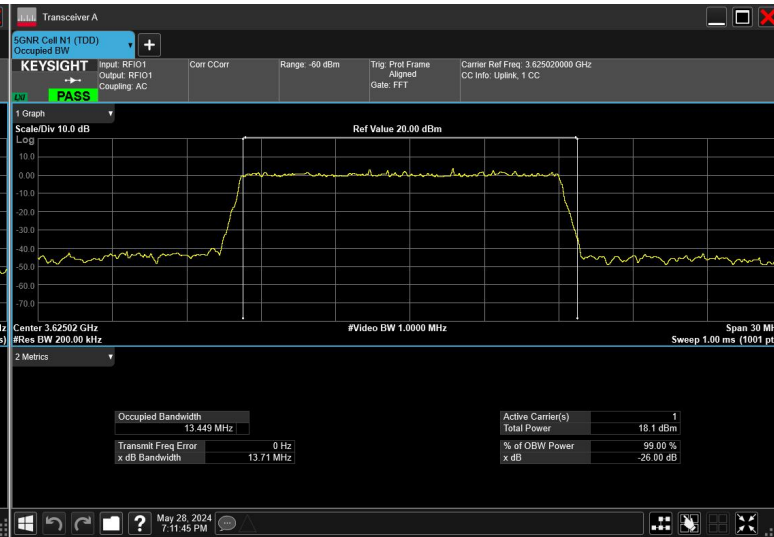 Transceiver A
5GNR Cell N1 (TDD)
Occupied BW
+
KEYSIGHT
LXI
PASS
Input: RFIO1
Output: RFIO1
Coupling: AC
Corr CCorr
Range: -60 dBm
Trig: Prot Frame
Aligned
Gate: FFT
Carrier Ref Freq: 3.625020000 GHz
CC Info: Uplink, 1 CC
1 Graph
Scale/Div 10.0 dB
Ref Value 20.00 dBm
Log
10.0
0.00
-10.0
-20.0
-30.0
-40.0
-50.0
-60.0
-70.0
Center 3.62502 GHz
#Video BW 1.0000 MHz
Span 30 MH
#Res BW 200.00 kHz
Sweep 1.00 ms (1001 pt
2 Metrics
Occupied Bandwidth
13.449 MHz
Transmit Freq Error 0 Hz
x dB Bandwidth 13.71 MHz
Active Carrier(s) 1
Total Power 18.1 dBm
% of OBW Power 99.00 %
x dB -26.00 dB
?
May 28, 2024
7:11:45 PM